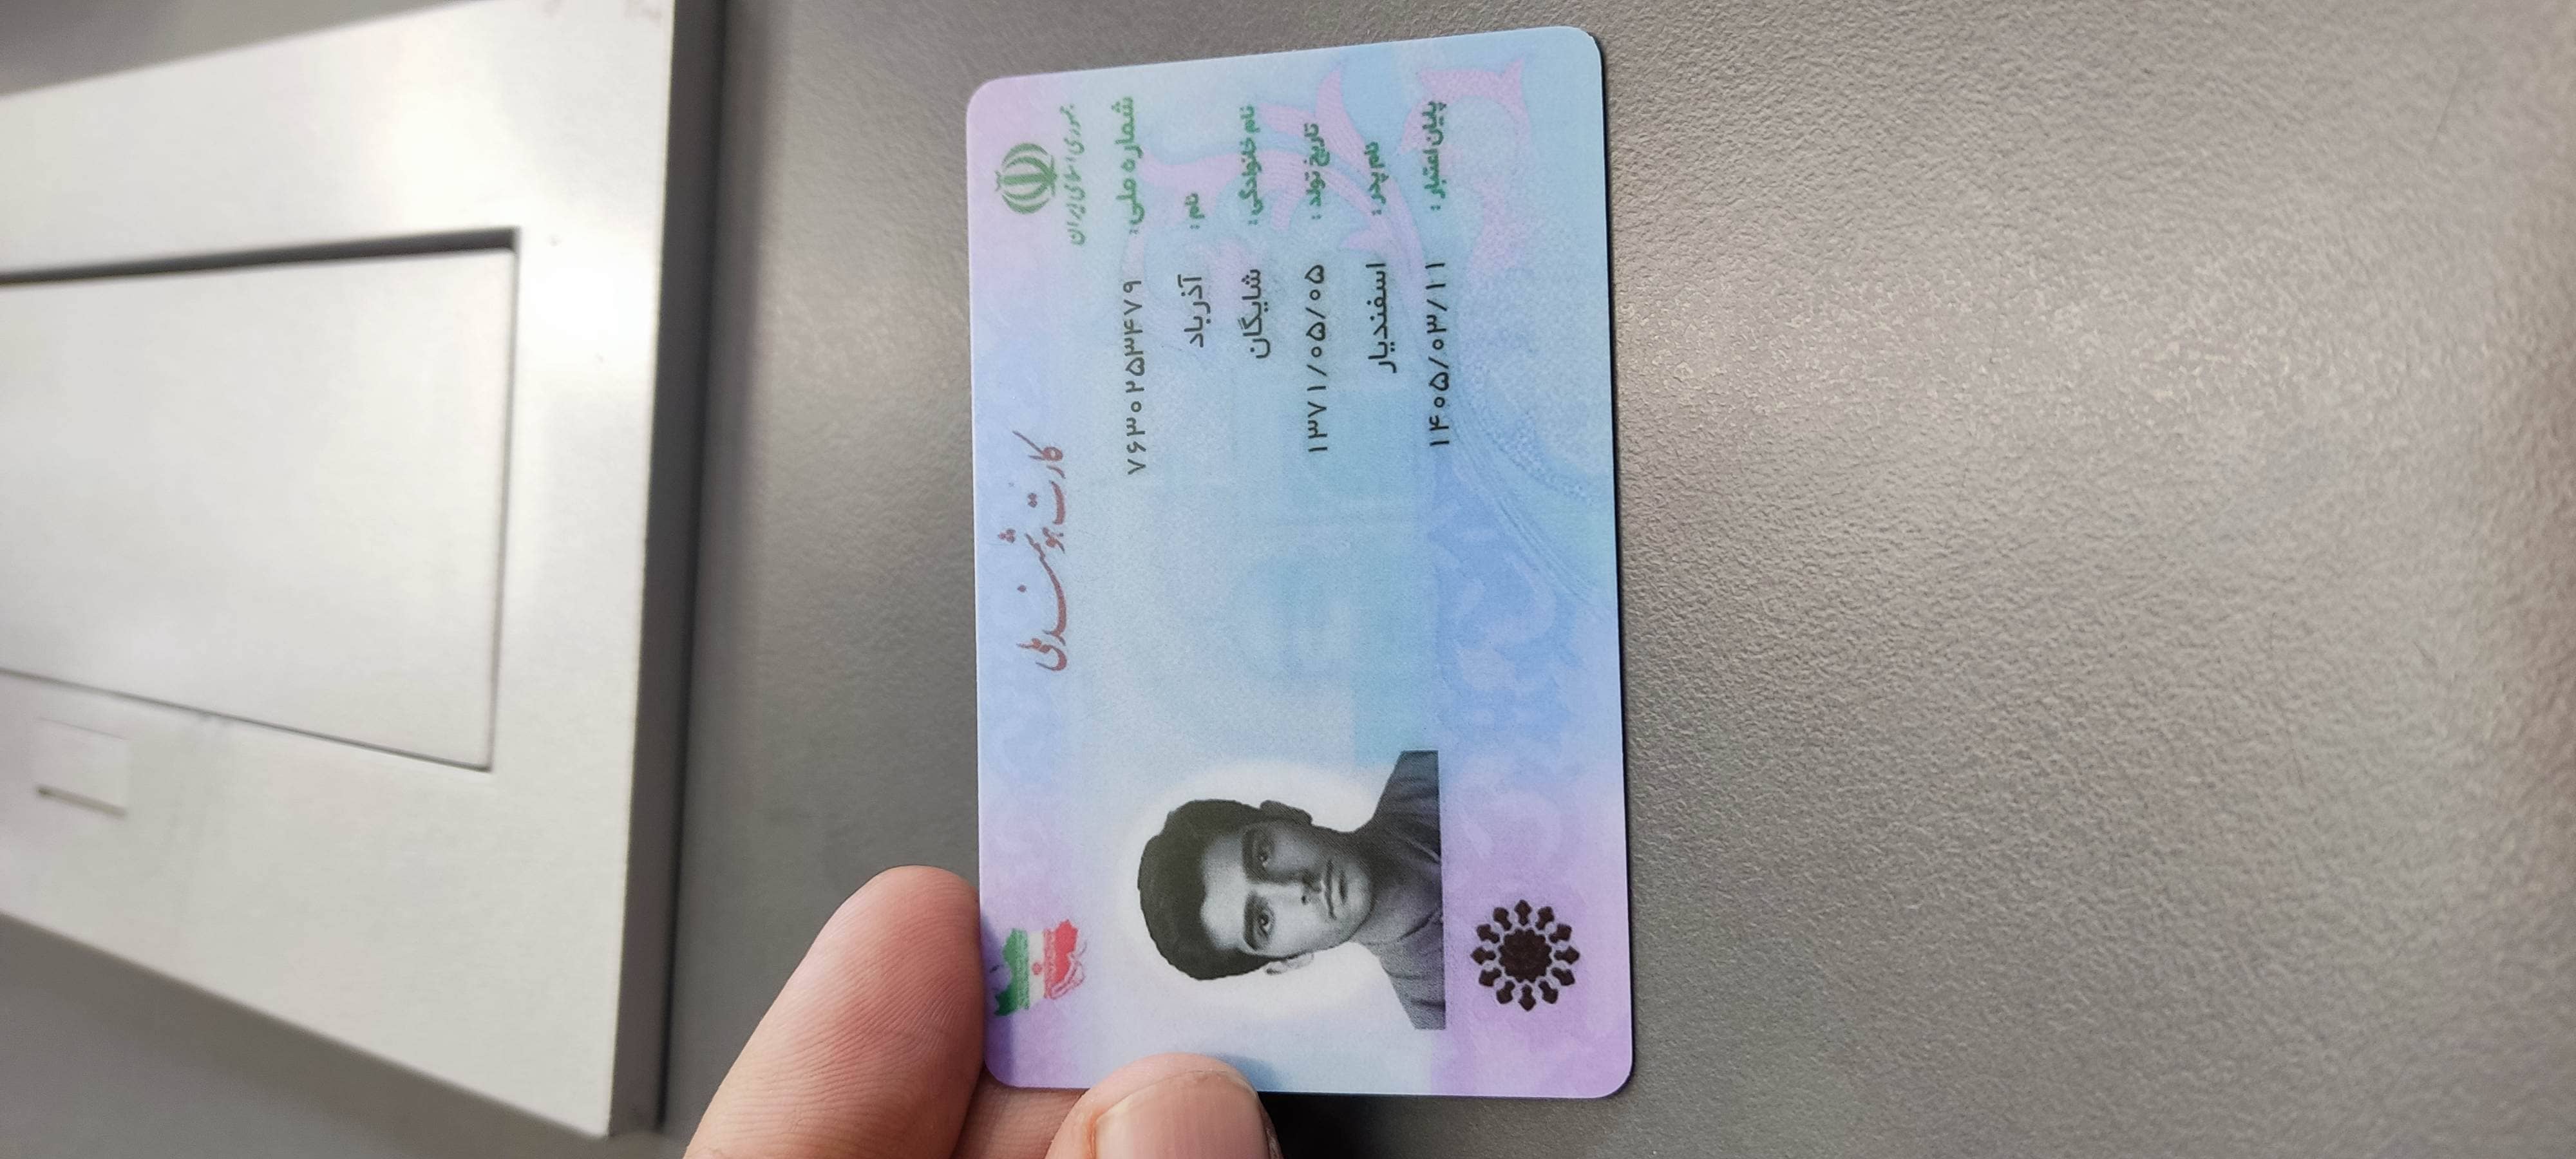 جمهوری اسلامی ایران
کارت هوشمند ملی
شماره ملی: ۷۶۳۰۲۵۳۴۷۹
نام: آذرباد
نام خانوادگی: شایگان
تاریخ تولد: ۱۳۷۱/۰۵/۰۵
نام پدر: اسفندیار
پایان اعتبار: ۱۴۰۵/۰۳/۱۱